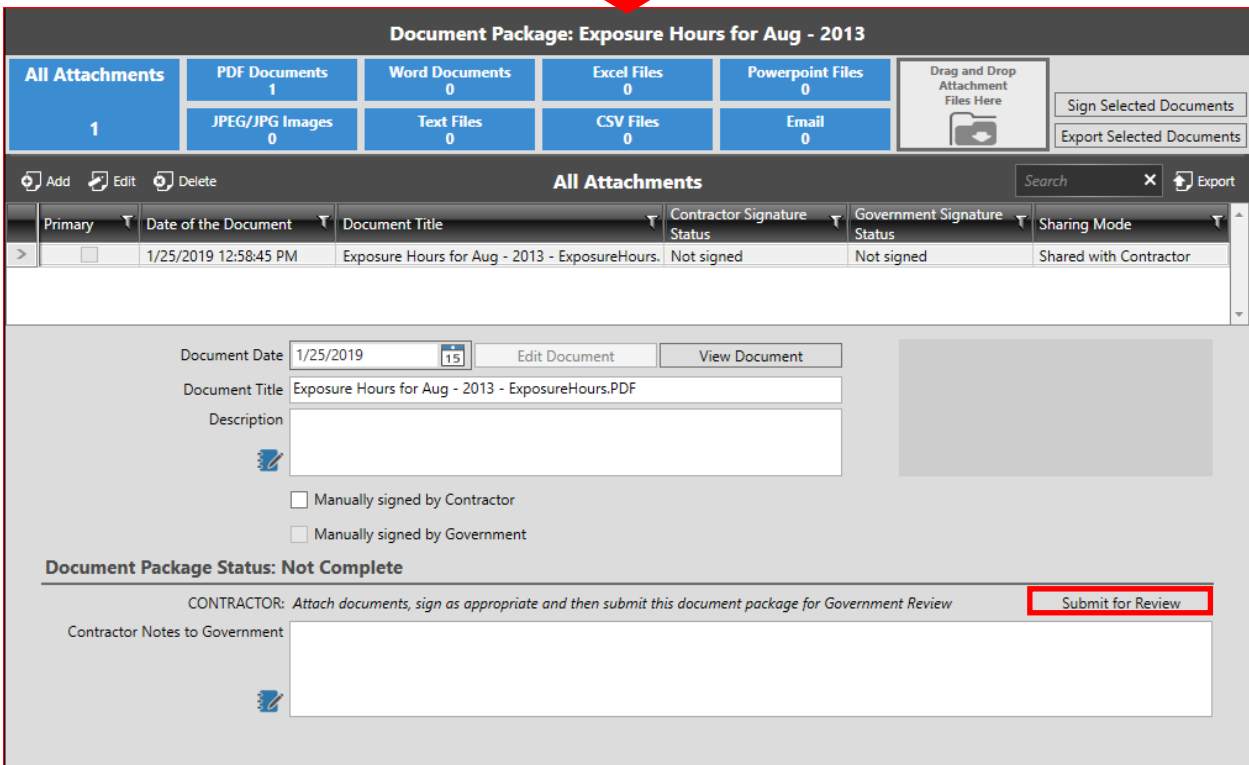 Document Package: Exposure Hours for Aug - 2013
All Attachments
1
PDF Documents
1
Word Documents
0
Excel Files
0
Powerpoint Files
0
JPEG/JPG Images
0
Text Files
0
CSV Files
0
Email
0
Drag and Drop
Attachment
Files Here
Sign Selected Documents
Export Selected Documents
Add Edit Delete All Attachments Search X Export
Primary Date of the Document Document Title Contractor Signature Status Government Signature Status Sharing Mode
> 1/25/2019 12:58:45 PM Exposure Hours for Aug - 2013 - ExposureHours. Not signed Not signed Shared with Contractor
Document Date 1/25/2019 15 Edit Document View Document
Document Title Exposure Hours for Aug - 2013 - ExposureHours.PDF
Description
Manually signed by Contractor
Manually signed by Government
Document Package Status: Not Complete
CONTRACTOR: Attach documents, sign as appropriate and then submit this document package for Government Review Submit for Review
Contractor Notes to Government